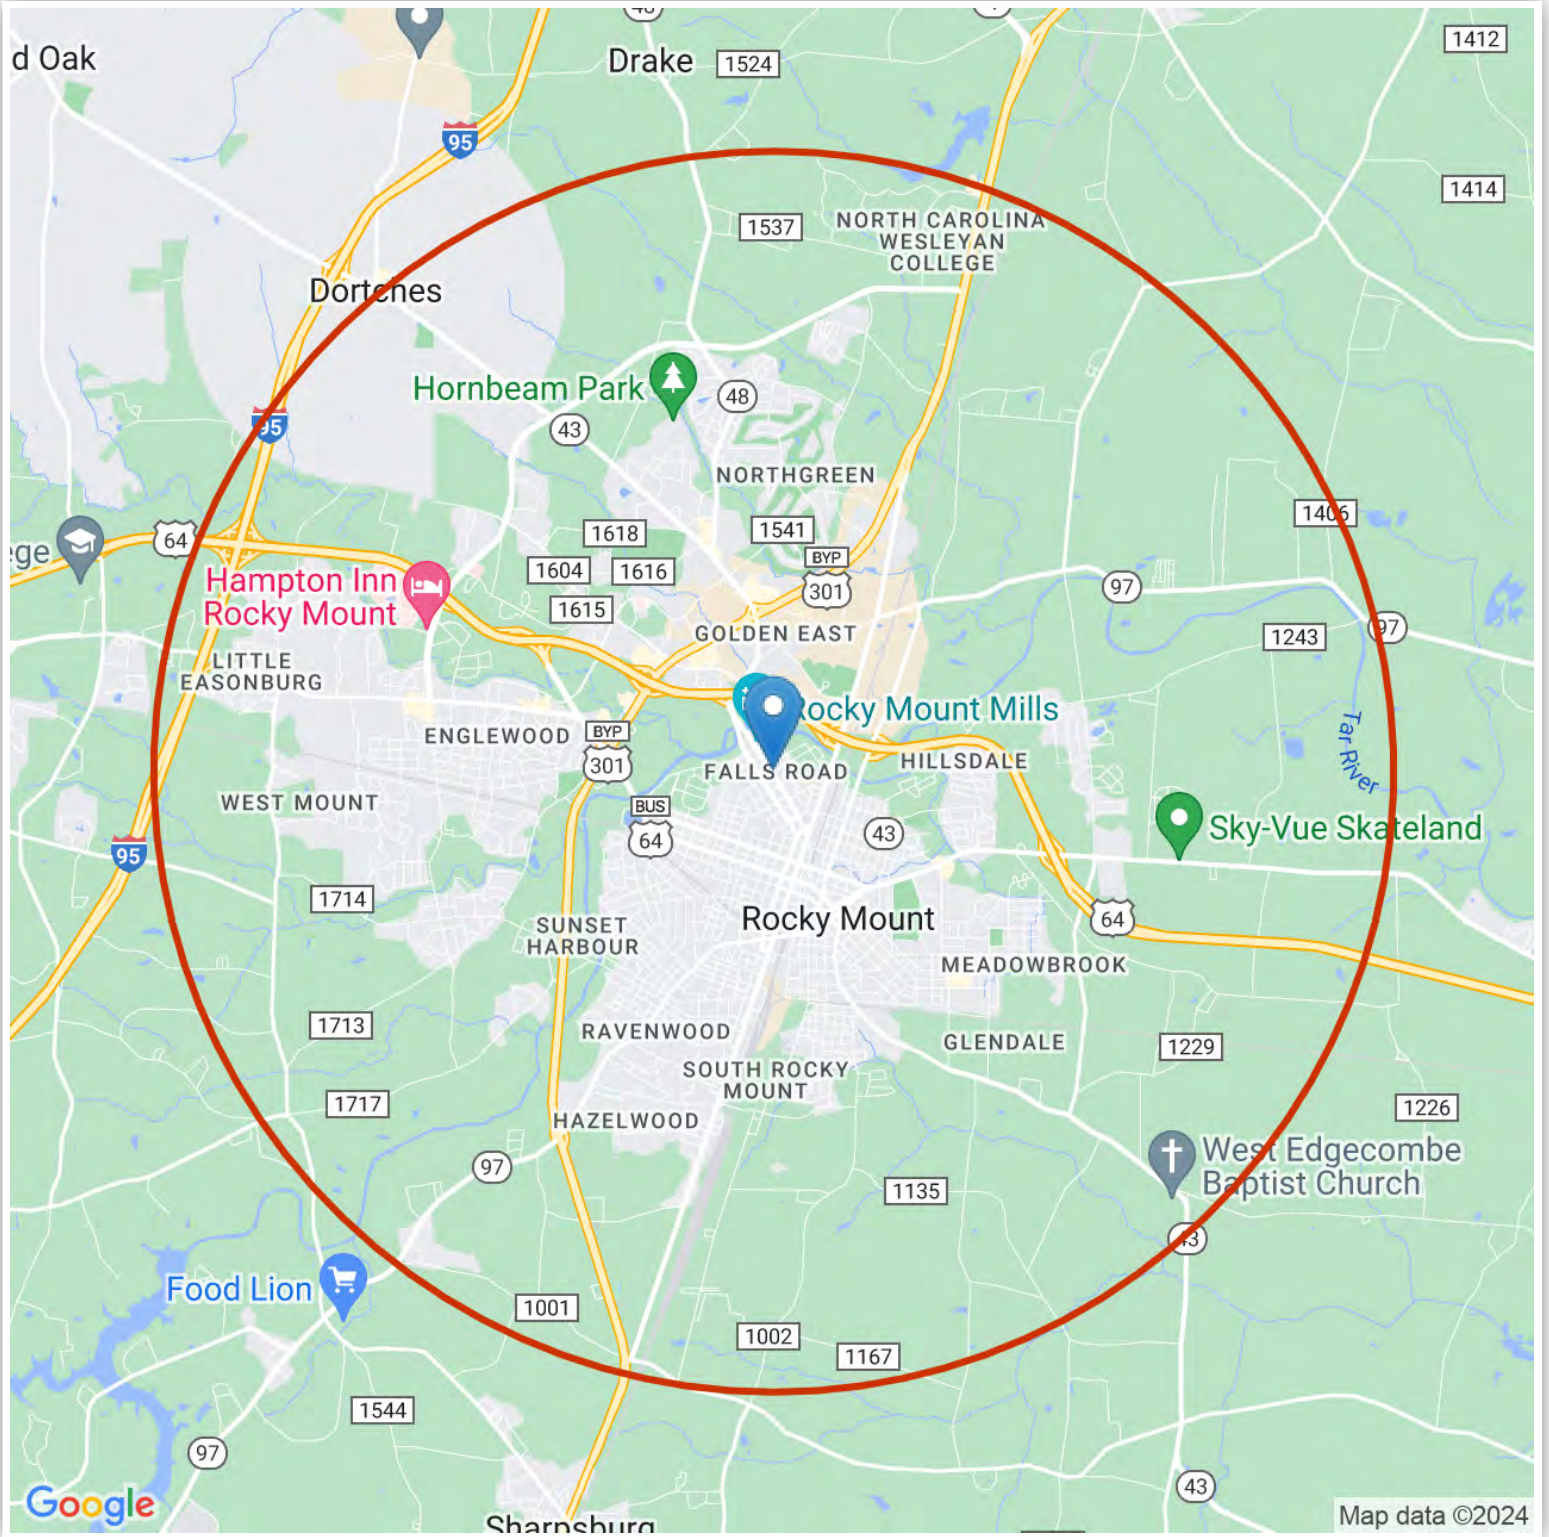 d Oak
Drake
1524
1412
95
1414
1537
NORTH CAROLINA
WESLEYAN
COLLEGE
Dortches
Hornbeam Park
48
95
43
NORTHGREEN
1406
1618
1541
64
ege
BYP
301
1604
1616
Hampton Inn
Rocky Mount
97
1615
97
GOLDEN EAST
1243
LITTLE
EASONBURG
Rocky Mount Mills
ENGLEWOOD
BYP
301
Tar River
HILLSDALE
FALLS ROAD
WEST MOUNT
BUS
64
43
Sky-Vue Skateland
95
1714
Rocky Mount
64
SUNSET
HARBOUR
MEADOWBROOK
1713
RAVENWOOD
GLENDALE
1229
SOUTH ROCKY
MOUNT
1717
1226
HAZELWOOD
97
West Edgecombe
Baptist Church
1135
43
Food Lion
1001
1002
1167
1544
97
43
Google
Map data ©2024
Sharpsburg